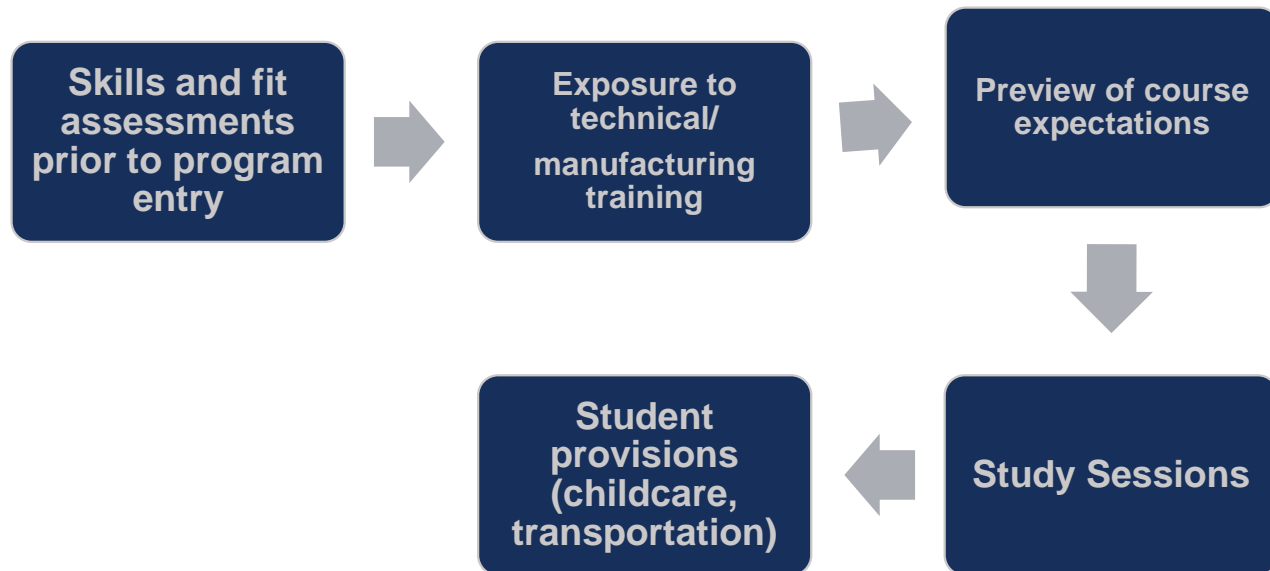 Skills and fit
assessments
prior to program
entry
Exposure to
technical/
manufacturing
training
Preview of course
expectations
Study Sessions
Student
provisions
(childcare,
transportation)